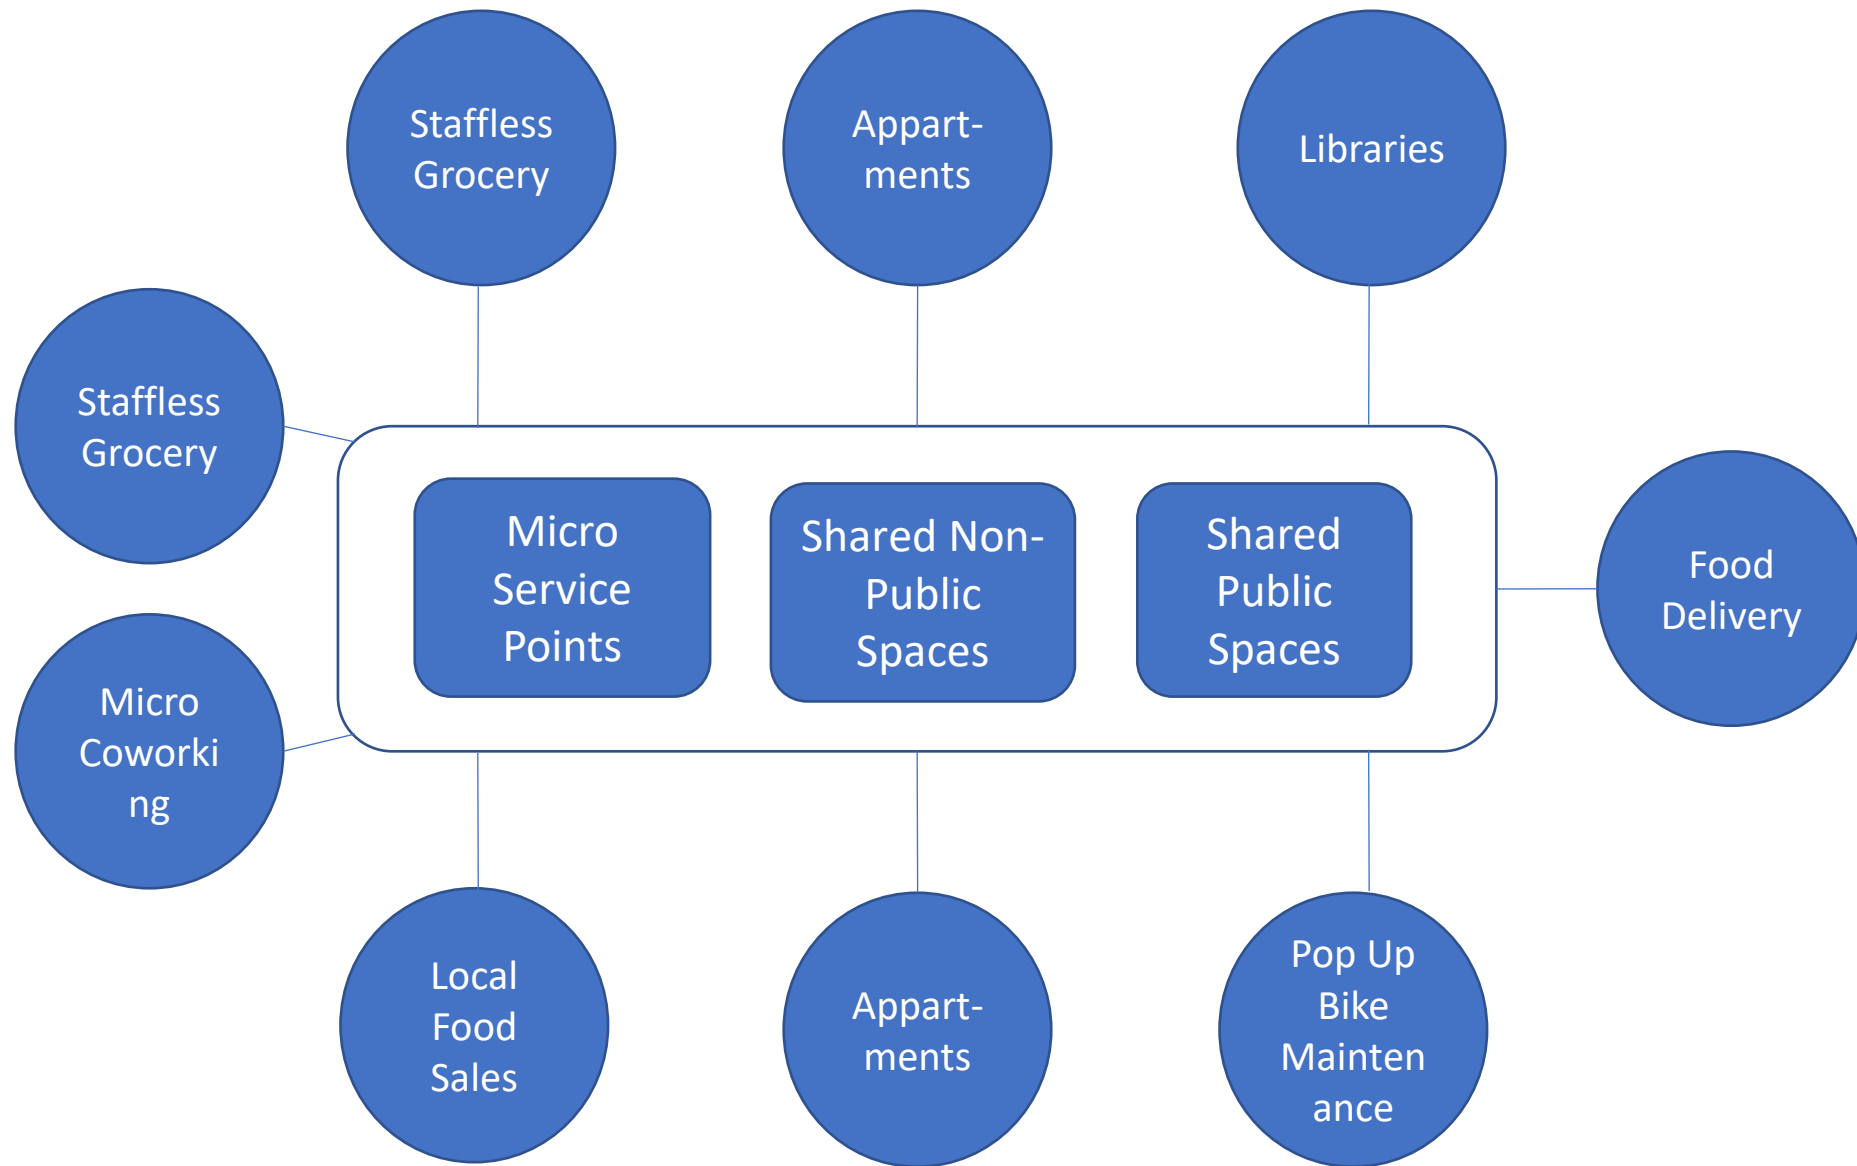 Staffless
Grocery
Appart-
ments
Libraries
Staffless
Grocery
Micro
Service
Points
Shared Non-
Public
Spaces
Shared
Public
Spaces
Food
Delivery
Micro
Coworki
ng
Local
Food
Sales
Appart-
ments
Pop Up
Bike
Mainten
ance